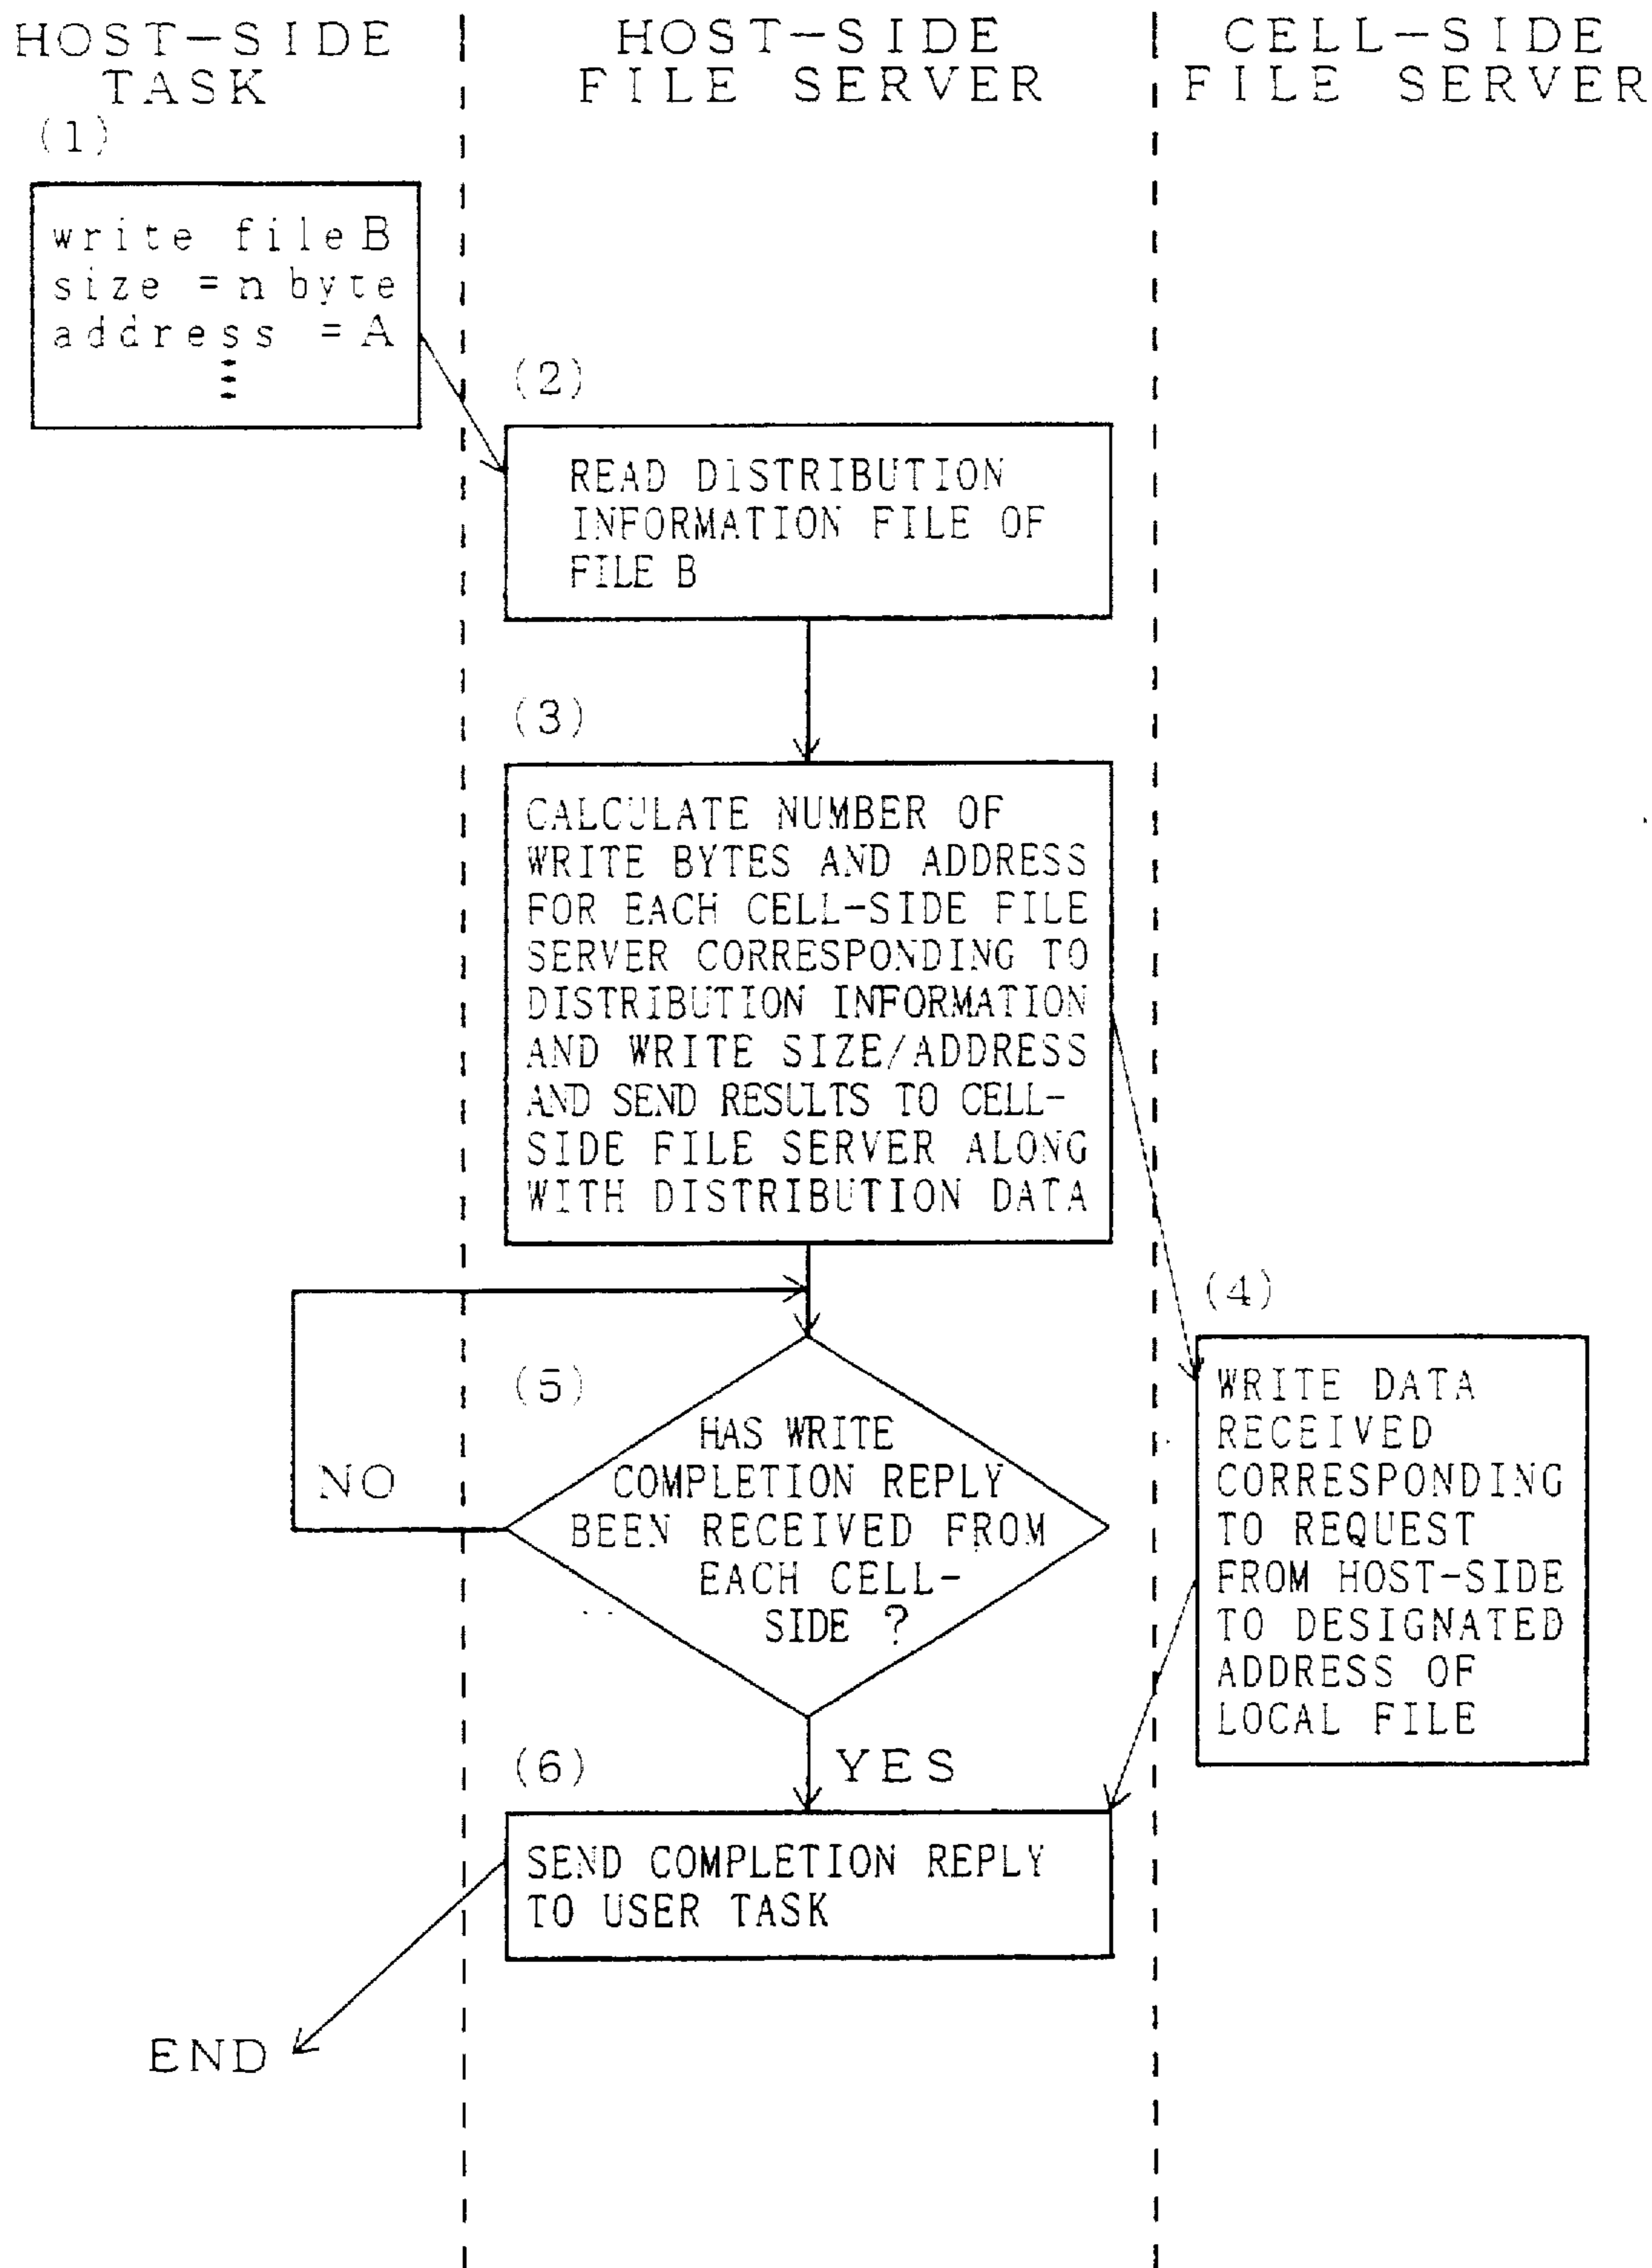 HOST-SIDE
TASK
HOST-SIDE
FILE SERVER
CELL-SIDE
FILE SERVER
(1)
write file B
size = n byte
address = A
(2)
READ DISTRIBUTION
INFORMATION FILE OF
FILE B
(3)
CALCULATE NUMBER OF
WRITE BYTES AND ADDRESS
FOR EACH CELL-SIDE FILE
SERVER CORRESPONDING TO
DISTRIBUTION INFORMATION
AND WRITE SIZE/ADDRESS
AND SEND RESULTS TO CELL-
SIDE FILE SERVER ALONG
WITH DISTRIBUTION DATA
(4)
WRITE DATA
RECEIVED
CORRESPONDING
TO REQUEST
FROM HOST-SIDE
TO DESIGNATED
ADDRESS OF
LOCAL FILE
(5)
HAS WRITE
COMPLETION REPLY
BEEN RECEIVED FROM
EACH CELL-
SIDE ?
NO
YES
(6)
SEND COMPLETION REPLY
TO USER TASK
END